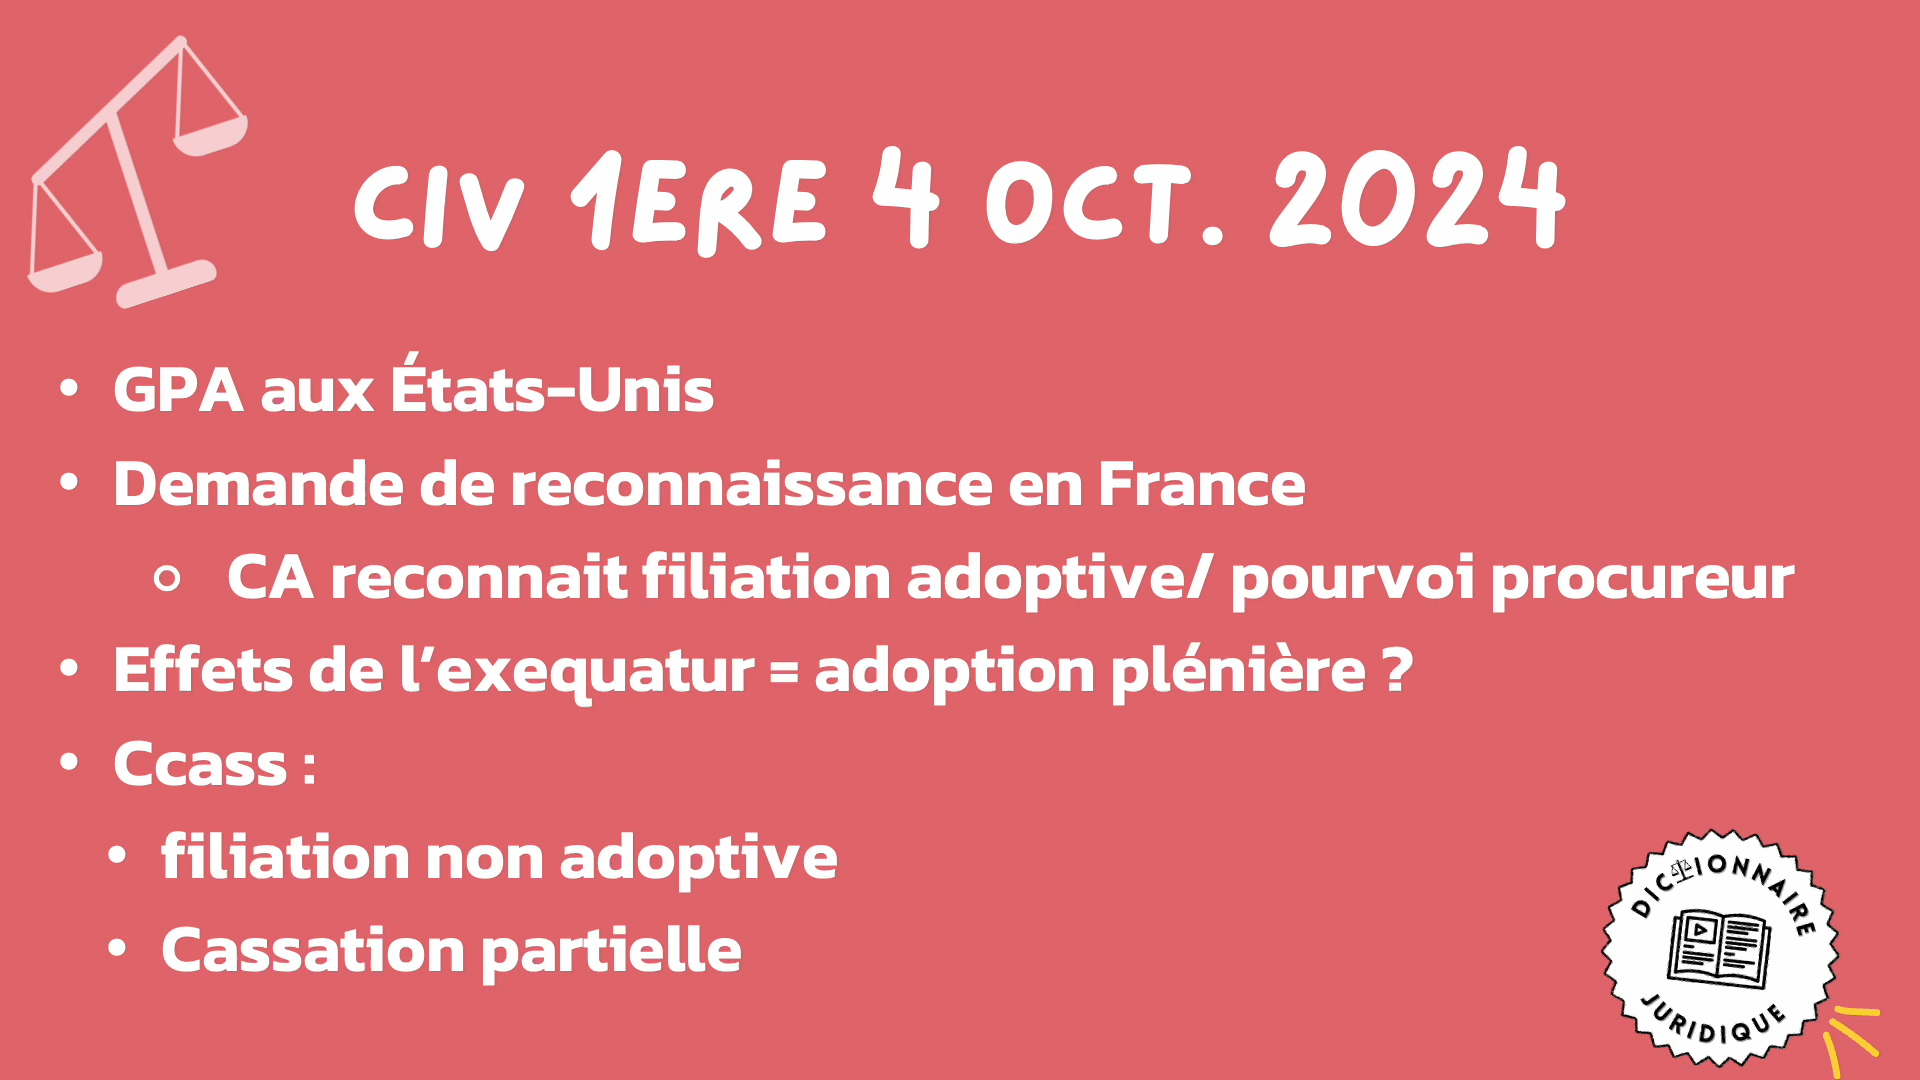 CIV 1ERE 4 OCT. 2024
• GPA aux États-Unis
• Demande de reconnaissance en France
○ CA reconnait filiation adoptive/ pourvoi procureur
• Effets de l’exequatur = adoption plénière ?
• Ccass :
• filiation non adoptive
• Cassation partielle
DICTIONNAIRE
JURIDIQUE